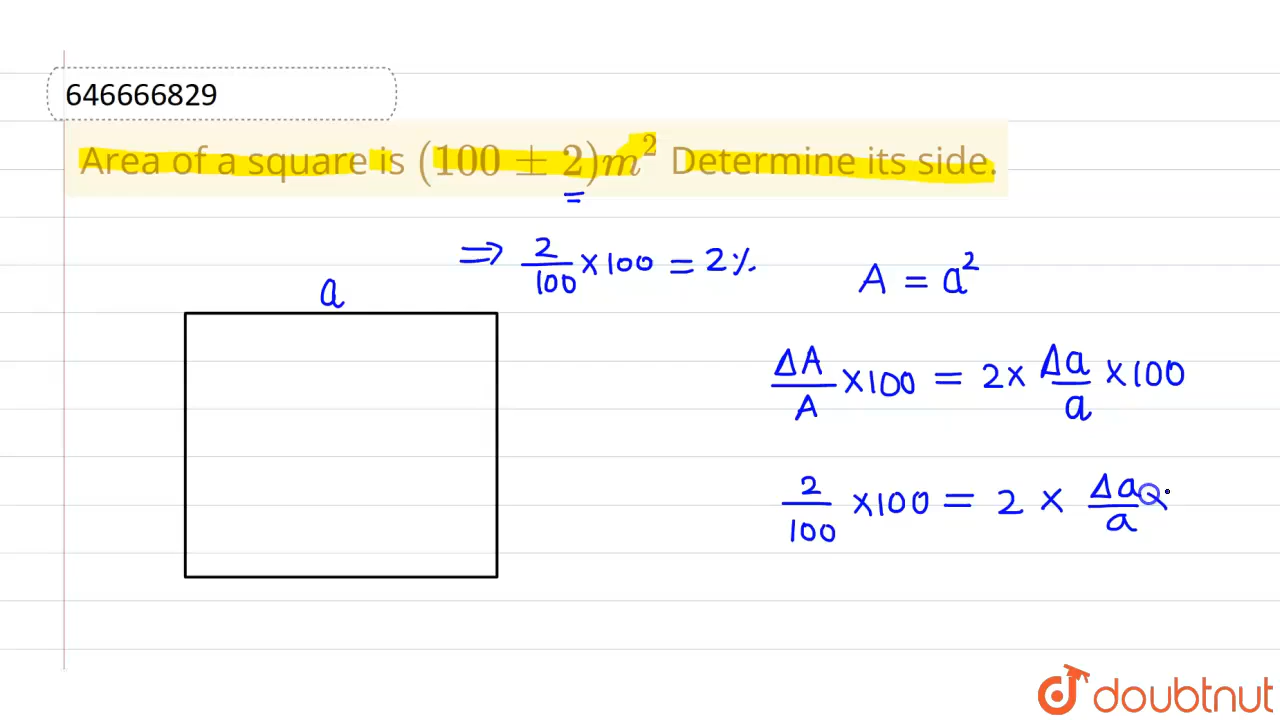 646666829
Area of a square is (100 ± 2)m² Determine its side.
=
⇒ 2/100 × 100 = 2%
A = a²
a
ΔA/A × 100 = 2 × Δa/a × 100
2/100 × 100 = 2 × Δa/a
doubtnut